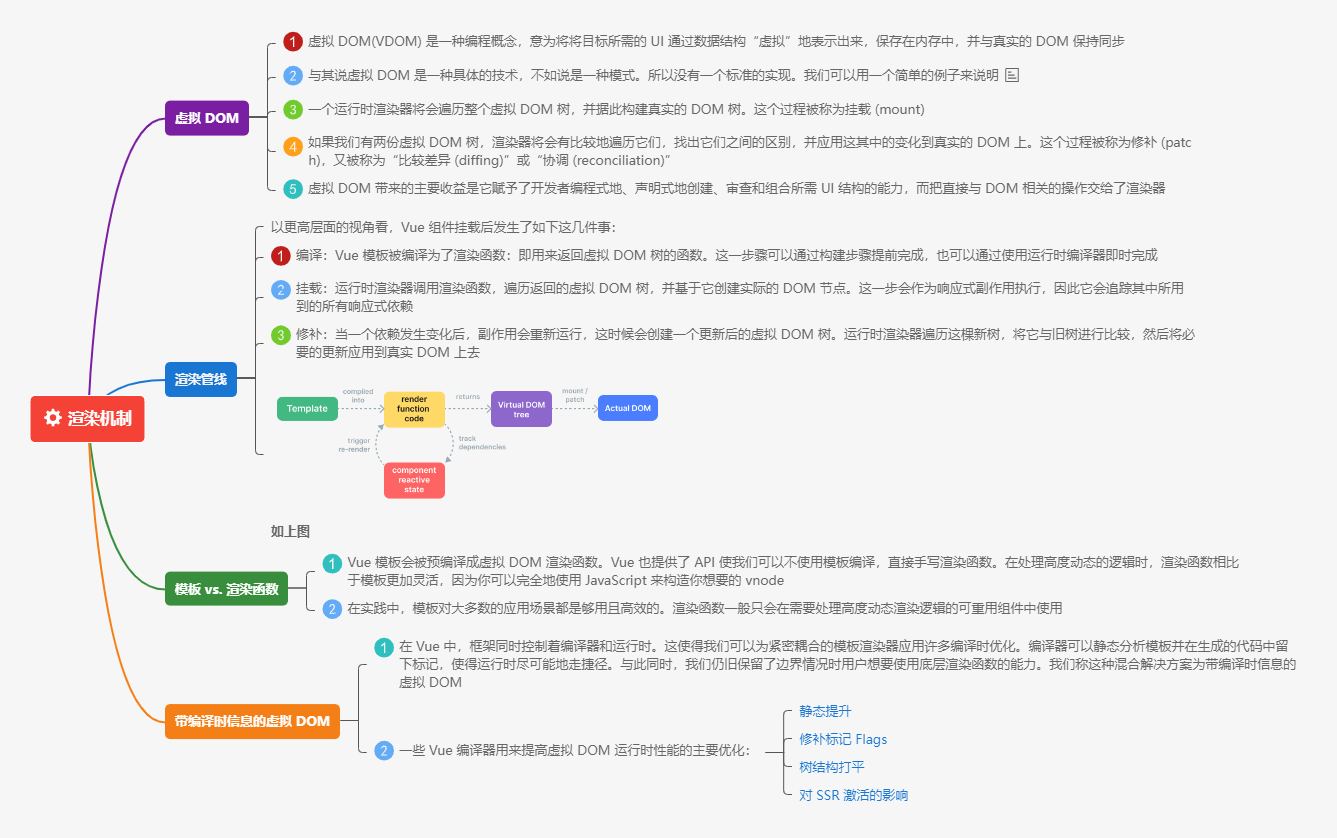 渲染机制
虚拟 DOM
1 虚拟 DOM(VDOM) 是一种编程概念，意为将将目标所需的 UI 通过数据结构“虚拟”地表示出来，保存在内存中，并与真实的 DOM 保持同步
2 与其说虚拟 DOM 是一种具体的技术，不如说是一种模式。所以没有一个标准的实现。我们可以用一个简单的例子来说明
3 一个运行时渲染器将会遍历整个虚拟 DOM 树，并据此构建真实的 DOM 树。这个过程被称为挂载 (mount)
4 如果我们有两份虚拟 DOM 树，渲染器将会有比较地遍历它们，找出它们之间的区别，并应用这其中的变化到真实的 DOM 上。这个过程被称为修补 (patc
h)，又被称为“比较差异 (diffing)”或“协调 (reconciliation)”
5 虚拟 DOM 带来的主要收益是它赋予了开发者编程式地、声明式地创建、审查和组合所需 UI 结构的能力，而把直接与 DOM 相关的操作交给了渲染器
渲染管线
以更高层面的视角看，Vue 组件挂载后发生了如下这几件事：
1 编译：Vue 模板被编译为了渲染函数：即用来返回虚拟 DOM 树的函数。这一步骤可以通过构建步骤提前完成，也可以通过使用运行时编译器即时完成
2 挂载：运行时渲染器调用渲染函数，遍历返回的虚拟 DOM 树，并基于它创建实际的 DOM 节点。这一步会作为响应式副作用执行，因此它会追踪其中所用
到的所有响应式依赖
3 修补：当一个依赖发生变化后，副作用会重新运行，这时候会创建一个更新后的虚拟 DOM 树。运行时渲染器遍历这棵新树，将它与旧树进行比较，然后将必
要的更新应用到真实 DOM 上去
Template
compiled
into
render
function
code
returns
Virtual DOM
tree
mount /
patch
Actual DOM
trigger
re-render
track
dependencies
component
reactive
state
如上图
模板 vs. 渲染函数
1 Vue 模板会被预编译成虚拟 DOM 渲染函数。Vue 也提供了 API 使我们可以不使用模板编译，直接手写渲染函数。在处理高度动态的逻辑时，渲染函数相比
于模板更加灵活，因为你可以完全地使用 JavaScript 来构造你想要的 vnode
2 在实践中，模板对大多数的应用场景都是够用且高效的。渲染函数一般只会在需要处理高度动态渲染逻辑的可重用组件中使用
带编译时信息的虚拟 DOM
1 在 Vue 中，框架同时控制着编译器和运行时。这使得我们可以为紧密耦合的模板渲染器应用许多编译时优化。编译器可以静态分析模板并在生成的代码中留
下标记，使得运行时尽可能地走捷径。与此同时，我们仍旧保留了边界情况时用户想要使用底层渲染函数的能力。我们称这种混合解决方案为带编译时信息的
虚拟 DOM
2 一些 Vue 编译器用来提高虚拟 DOM 运行时性能的主要优化：
静态提升
修补标记 Flags
树结构打平
对 SSR 激活的影响